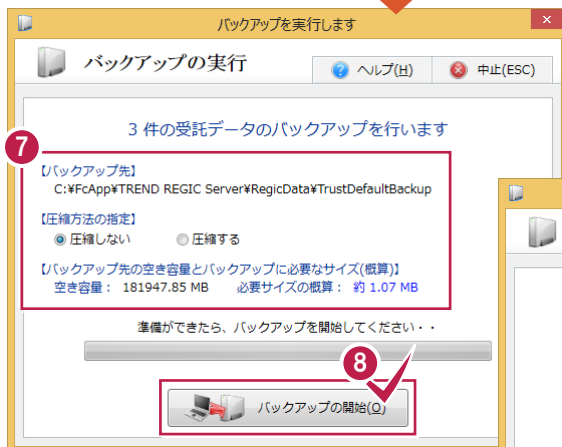 バックアップを実行します
バックアップの実行
ヘルプ(H)
中止(ESC)
3 件の受託データのバックアップを行います
7
【バックアップ先】
C:¥FcApp¥TREND REGIC Server¥RegicData¥TrustDefaultBackup
【圧縮方法の指定】
圧縮しない 圧縮する
【バックアップ先の空き容量とバックアップに必要なサイズ(概算)】
空き容量： 181947.85 MB 必要サイズの概算： 約 1.07 MB
準備ができたら、バックアップを開始してください・・
8
バックアップの開始(O)